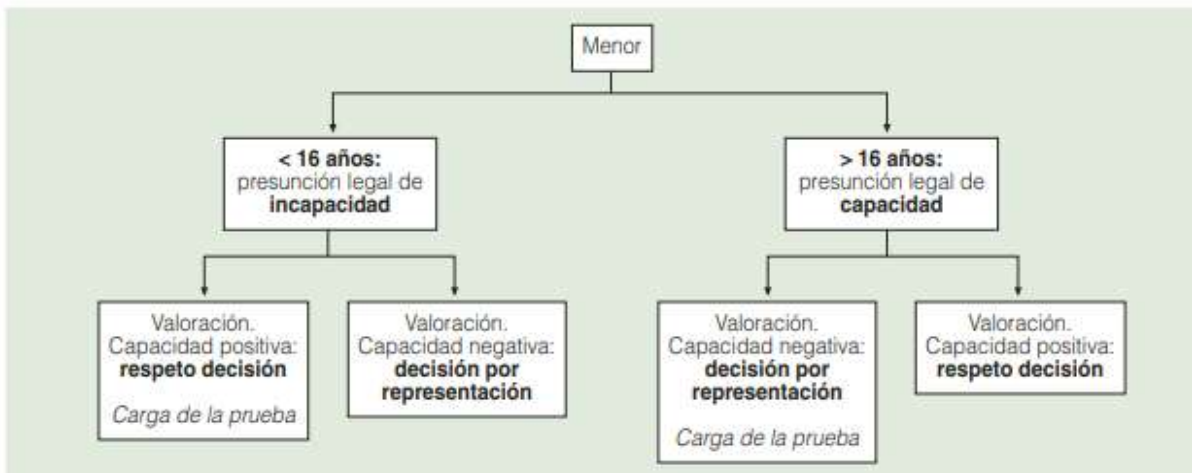 Menor
< 16 años:
presunción legal de
incapacidad
> 16 años:
presunción legal de
capacidad
Valoración.
Capacidad positiva:
respeto decisión
Carga de la prueba
Valoración.
Capacidad negativa:
decisión por
representación
Valoración.
Capacidad negativa:
decisión por
representación
Carga de la prueba
Valoración.
Capacidad positiva:
respeto decisión